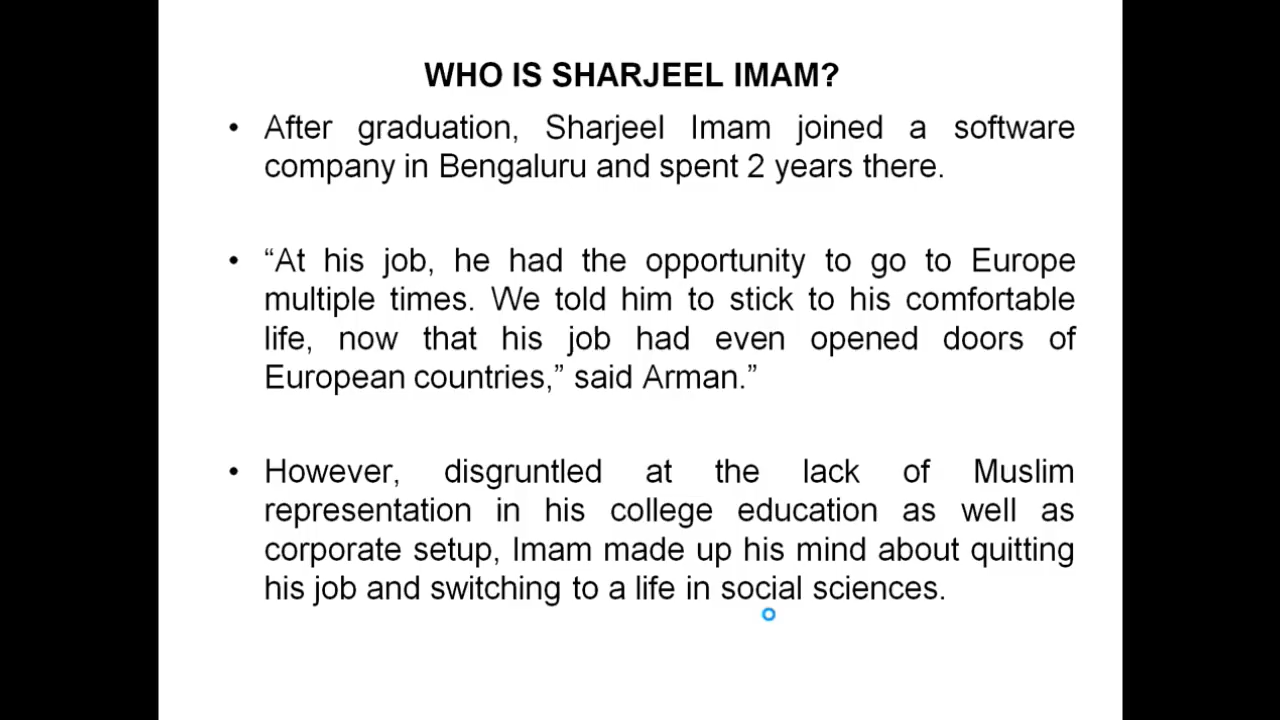 WHO IS SHARJEEL IMAM?
• After graduation, Sharjeel Imam joined a software
company in Bengaluru and spent 2 years there.
• “At his job, he had the opportunity to go to Europe
multiple times. We told him to stick to his comfortable
life, now that his job had even opened doors of
European countries,” said Arman.”
• However, disgruntled at the lack of Muslim
representation in his college education as well as
corporate setup, Imam made up his mind about quitting
his job and switching to a life in social sciences.